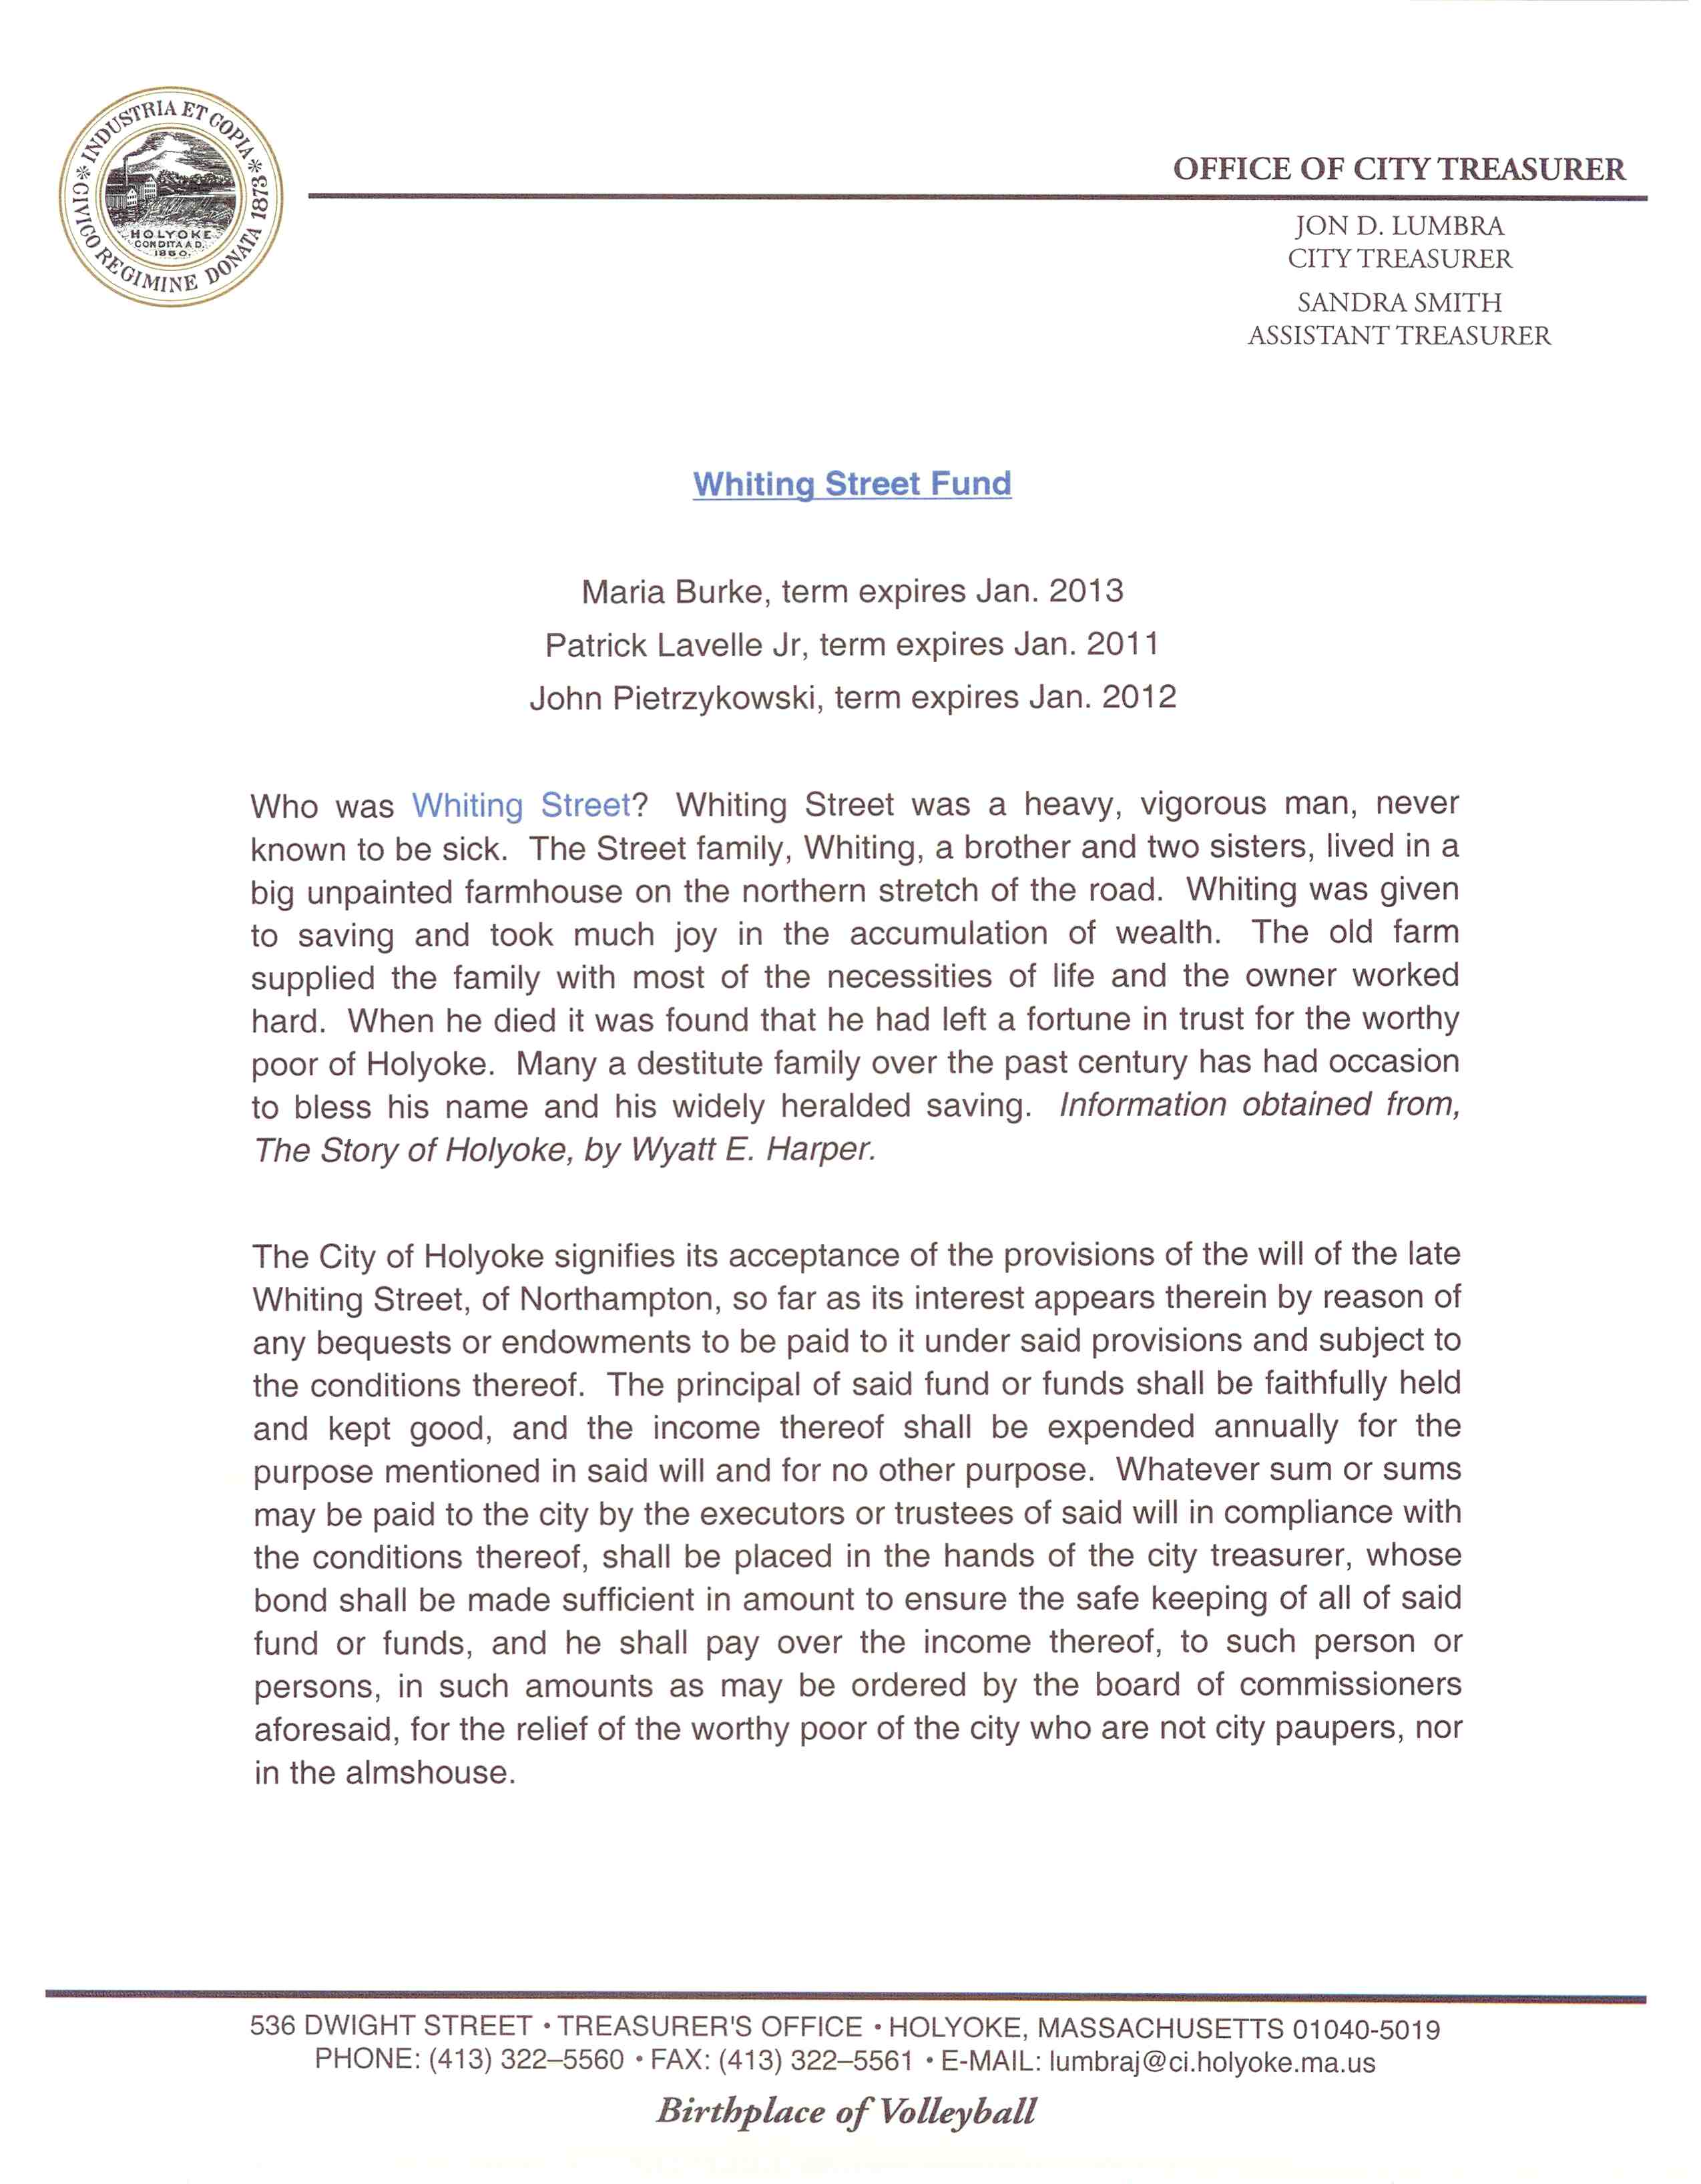 INDUSTRIA ET COPIA
CIVICO REGIMINE DONATA 1873
HOLYOKE
CONDITA A.D.
1850.
OFFICE OF CITY TREASURER
JON D. LUMBRA
CITY TREASURER
SANDRA SMITH
ASSISTANT TREASURER
Whiting Street Fund
Maria Burke, term expires Jan. 2013
Patrick Lavelle Jr, term expires Jan. 2011
John Pietrzykowski, term expires Jan. 2012
Who was Whiting Street? Whiting Street was a heavy, vigorous man, never
known to be sick. The Street family, Whiting, a brother and two sisters, lived in a
big unpainted farmhouse on the northern stretch of the road. Whiting was given
to saving and took much joy in the accumulation of wealth. The old farm
supplied the family with most of the necessities of life and the owner worked
hard. When he died it was found that he had left a fortune in trust for the worthy
poor of Holyoke. Many a destitute family over the past century has had occasion
to bless his name and his widely heralded saving. Information obtained from,
The Story of Holyoke, by Wyatt E. Harper.
The City of Holyoke signifies its acceptance of the provisions of the will of the late
Whiting Street, of Northampton, so far as its interest appears therein by reason of
any bequests or endowments to be paid to it under said provisions and subject to
the conditions thereof. The principal of said fund or funds shall be faithfully held
and kept good, and the income thereof shall be expended annually for the
purpose mentioned in said will and for no other purpose. Whatever sum or sums
may be paid to the city by the executors or trustees of said will in compliance with
the conditions thereof, shall be placed in the hands of the city treasurer, whose
bond shall be made sufficient in amount to ensure the safe keeping of all of said
fund or funds, and he shall pay over the income thereof, to such person or
persons, in such amounts as may be ordered by the board of commissioners
aforesaid, for the relief of the worthy poor of the city who are not city paupers, nor
in the almshouse.
536 DWIGHT STREET • TREASURER'S OFFICE • HOLYOKE, MASSACHUSETTS 01040-5019
PHONE: (413) 322–5560 • FAX: (413) 322–5561 • E-MAIL: lumbraj@ci.holyoke.ma.us
Birthplace of Volleyball